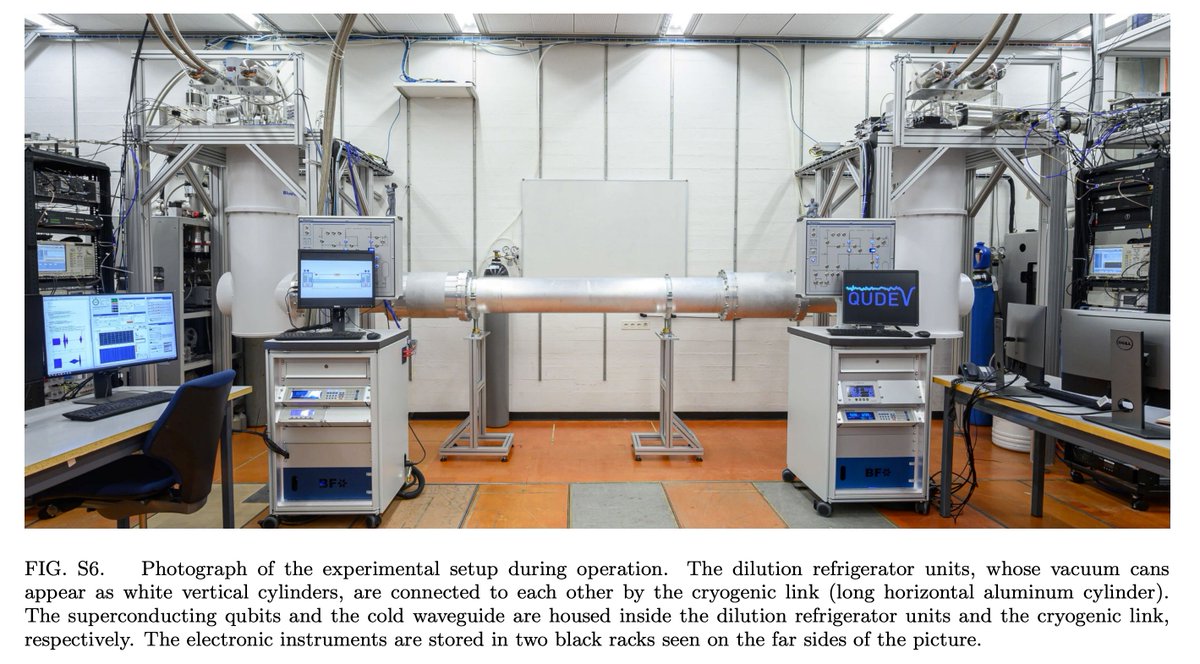 QUDEV
DELL
BF
BF
FIG. S6. Photograph of the experimental setup during operation. The dilution refrigerator units, whose vacuum cans
appear as white vertical cylinders, are connected to each other by the cryogenic link (long horizontal aluminum cylinder).
The superconducting qubits and the cold waveguide are housed inside the dilution refrigerator units and the cryogenic link,
respectively. The electronic instruments are stored in two black racks seen on the far sides of the picture.